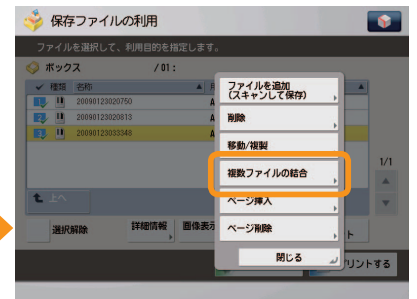 保存ファイルの利用
ファイルを選択して、利用目的を指定します。
ボックス /01:
種類 名称
20090123020750 A
20090123020813 A
20090123033348 A
上へ
選択解除 詳細情報 画像表示
ファイルを追加
(スキャンして保存)
削除
移動/複製
複数ファイルの結合
ページ挿入
ページ削除
閉じる
1/1
プリントする